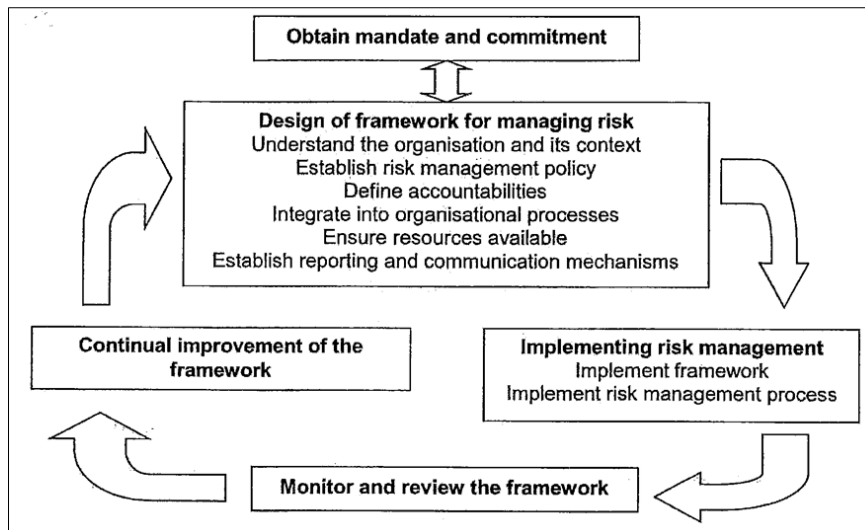 Obtain mandate and commitment
Design of framework for managing risk
Understand the organisation and its context
Establish risk management policy
Define accountabilities
Integrate into organisational processes
Ensure resources available
Establish reporting and communication mechanisms
Implementing risk management
Implement framework
Implement risk management process
Monitor and review the framework
Continual improvement of the
framework